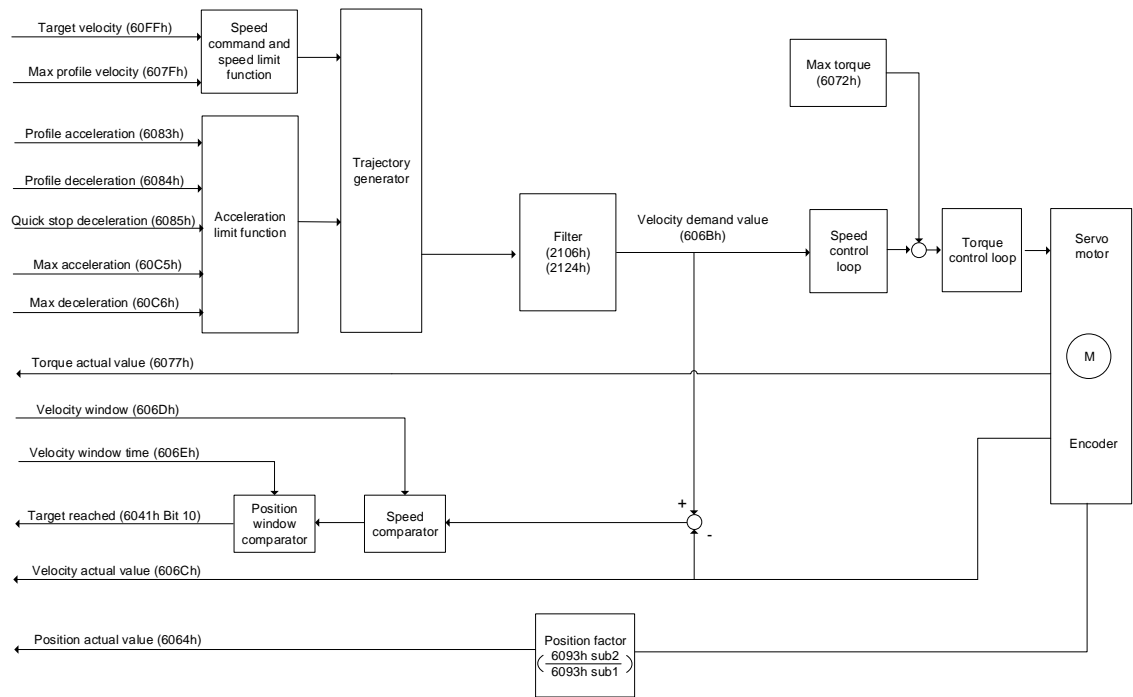 Target velocity (60FFh)
Max profile velocity (607Fh)
Speed
command and
speed limit
function
Profile acceleration (6083h)
Profile deceleration (6084h)
Quick stop deceleration (6085h)
Max acceleration (60C5h)
Max deceleration (60C6h)
Acceleration
limit function
Trajectory
generator
Filter
(2106h)
(2124h)
Velocity demand value
(606Bh)
Max torque
(6072h)
Speed
control
loop
Torque
control loop
Servo
motor
M
Encoder
Torque actual value (6077h)
Velocity window (606Dh)
Velocity window time (606Eh)
Target reached (6041h Bit 10)
Position
window
comparator
Speed
comparator
+
-
Velocity actual value (606Ch)
Position actual value (6064h)
Position factor
( 6093h sub2
6093h sub1 )